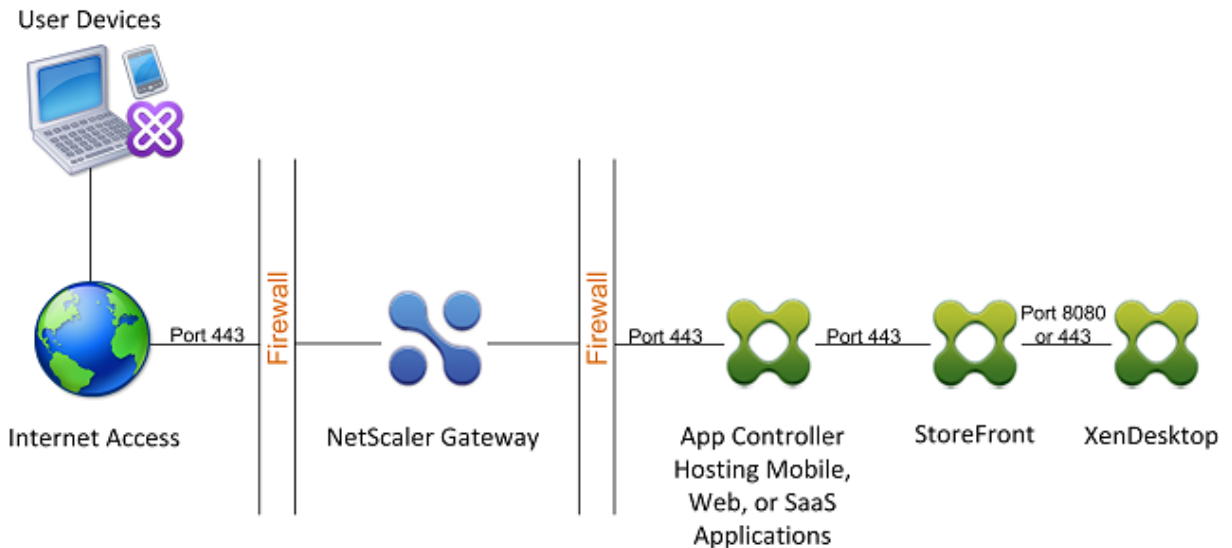 User Devices
Port 443
Firewall
Firewall
Port 443
Port 443
Port 8080
or 443
Internet Access
NetScaler Gateway
App Controller
Hosting Mobile,
Web, or SaaS
Applications
StoreFront
XenDesktop